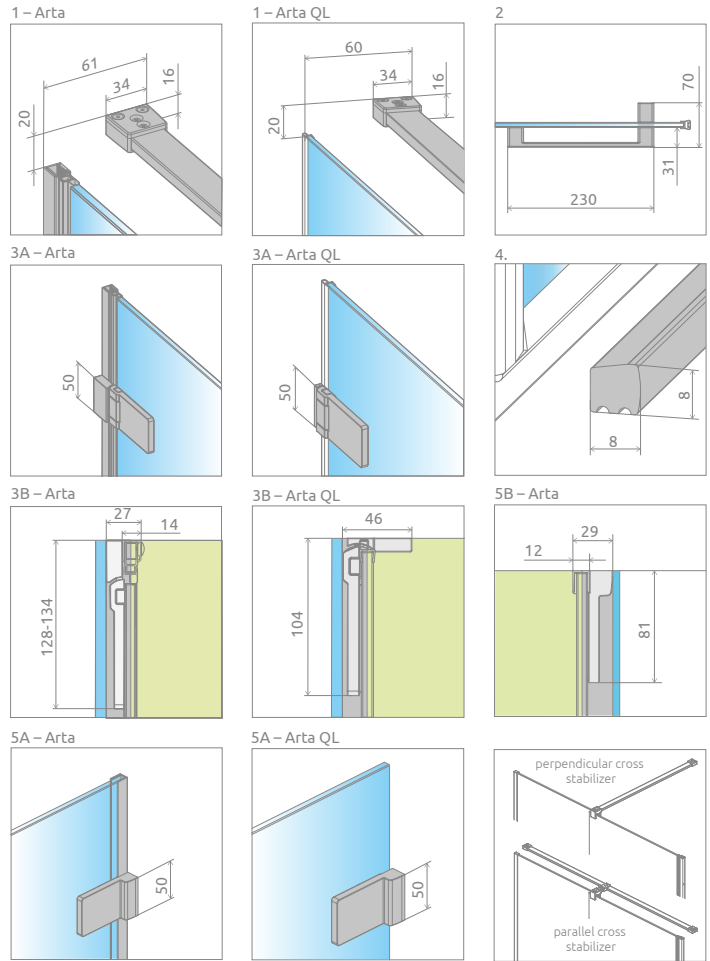 1 – Arta
61
34
16
20
1 – Arta QL
60
34
16
20
2
70
31
230
3A – Arta
50
3A – Arta QL
50
4.
8
8
3B – Arta
27
14
128-134
3B – Arta QL
46
104
5B – Arta
29
12
81
5A – Arta
50
5A – Arta QL
50
perpendicular cross
stabilizer
parallel cross
stabilizer